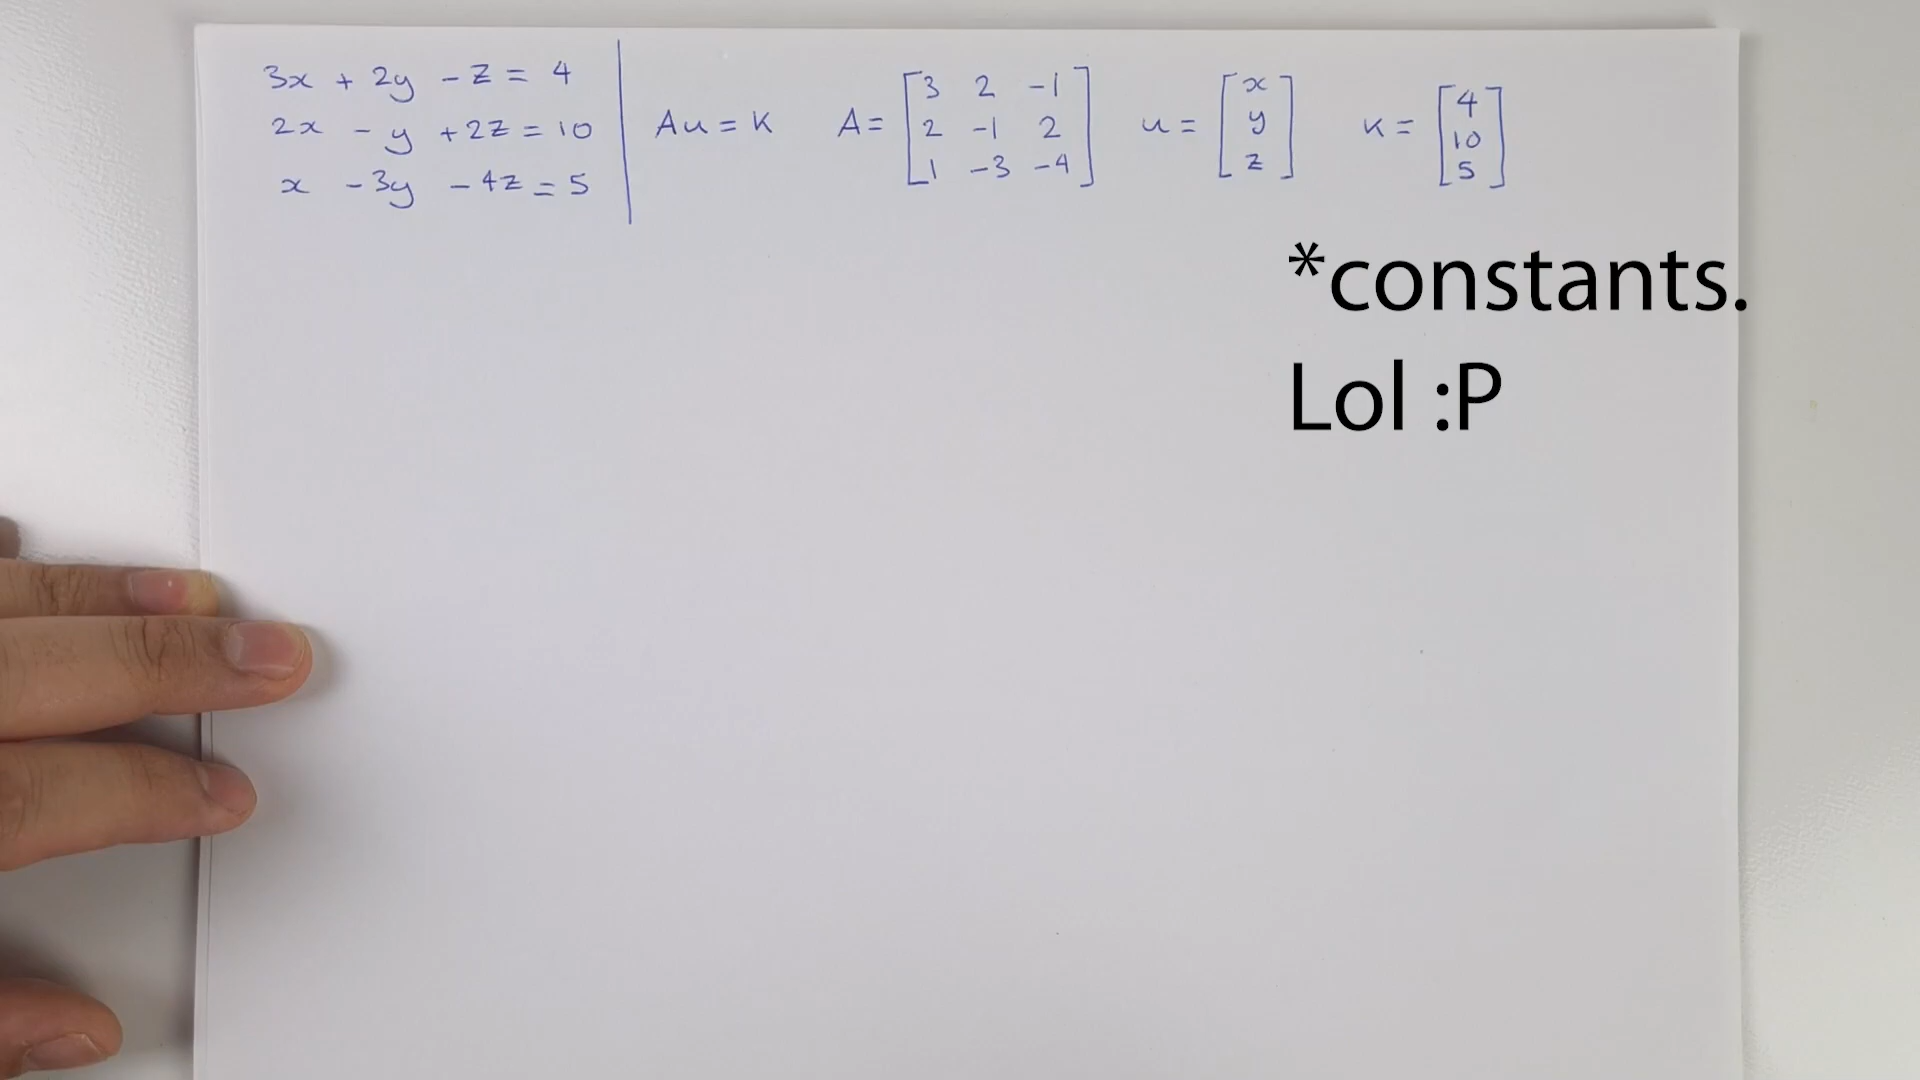 3x + 2y - z = 4
2x - y + 2z = 10
x - 3y - 4z = 5
Au = K
A = [3 2 -1
2 -1 2
1 -3 -4]
u = [x
y
z]
K = [4
10
5]
*constants.
Lol :P